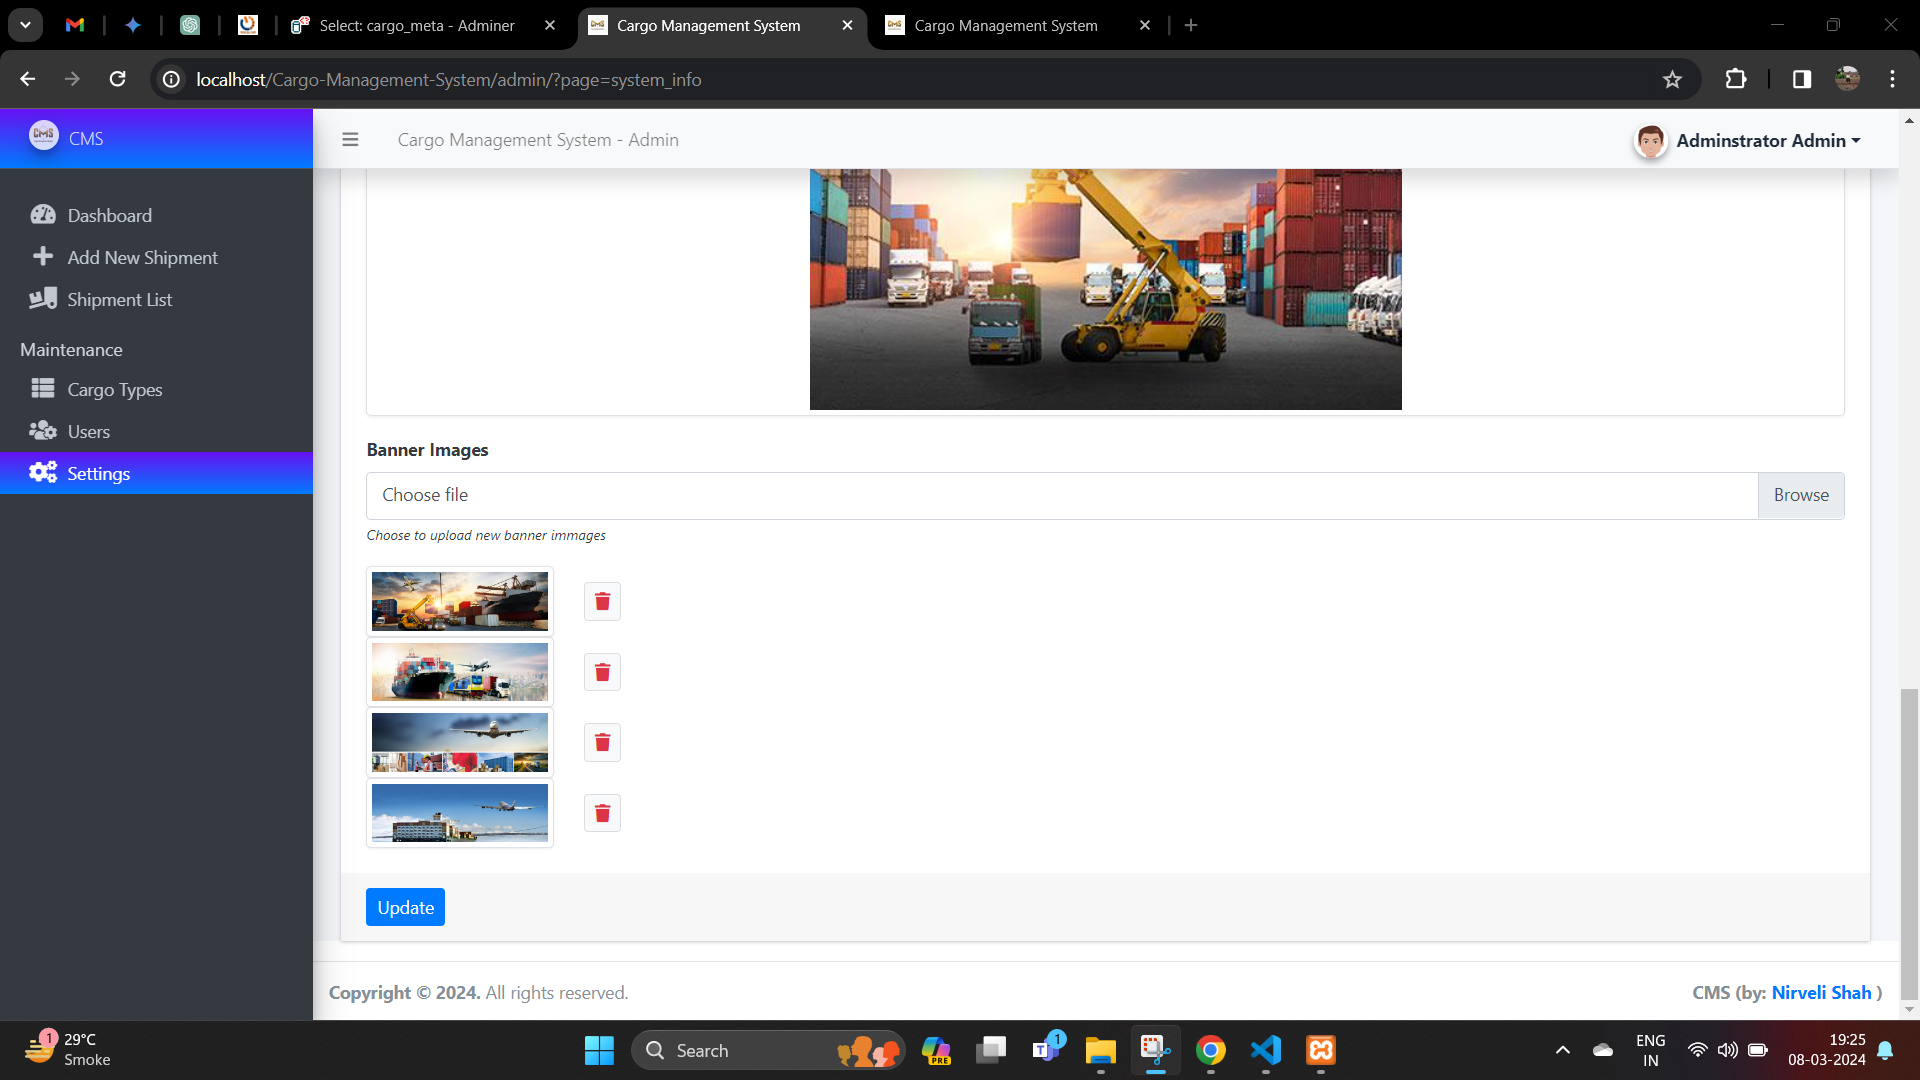 Select: cargo_meta - Adminer
Cargo Management System
Cargo Management System
localhost/Cargo-Management-System/admin/?page=system_info
CMS
CMS
Cargo Management System - Admin
Adminstrator Admin
Dashboard
Add New Shipment
Shipment List
Maintenance
Cargo Types
Users
Settings
Banner Images
Choose file
Browse
Choose to upload new banner immages
Update
Copyright © 2024. All rights reserved.
CMS (by: Nirveli Shah )
1
29°C
Smoke
Search
PRE
1
ENG
IN
19:25
08-03-2024